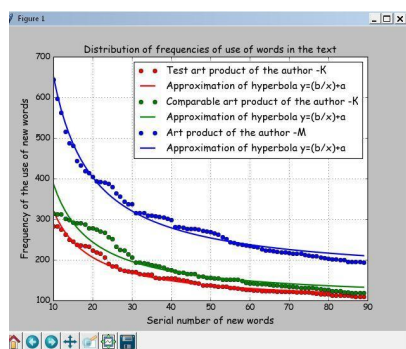 Figure 1
Distribution of frequencies of use of words in the text
Test art product of the author -K
Approximation of hyperbola y=(b/x)+a
Comparable art product of the author -K
Approximation of hyperbola y=(b/x)+a
Art product of the author -M
Approximation of hyperbola y=(b/x)+a
Frequency of the use of new words
700
600
500
400
300
200
100
10 20 30 40 50 60 70 80 90
Serial number of new words